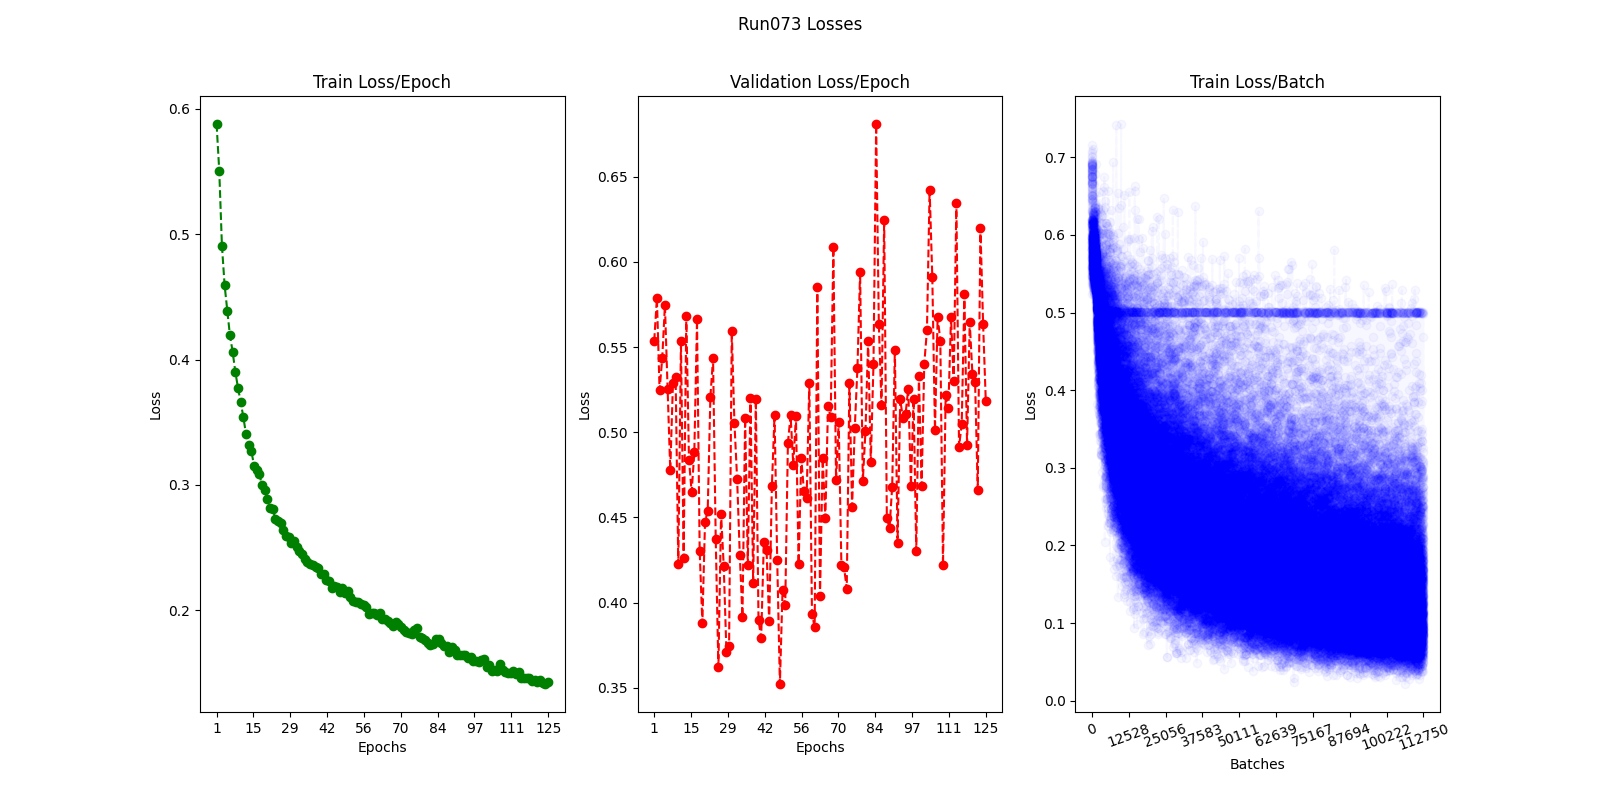 Run073 Losses
Train Loss/Epoch
Validation Loss/Epoch
Train Loss/Batch
0.6
0.5
0.4
0.3
0.2
Loss
1 15 29 42 56 70 84 97 111 125
Epochs
0.65
0.60
0.55
0.50
0.45
0.40
0.35
Loss
1 15 29 42 56 70 84 97 111 125
Epochs
0.7
0.6
0.5
0.4
0.3
0.2
0.1
0.0
Loss
0 12528 25056 37583 50111 62639 75167 87694 100222 112750
Batches